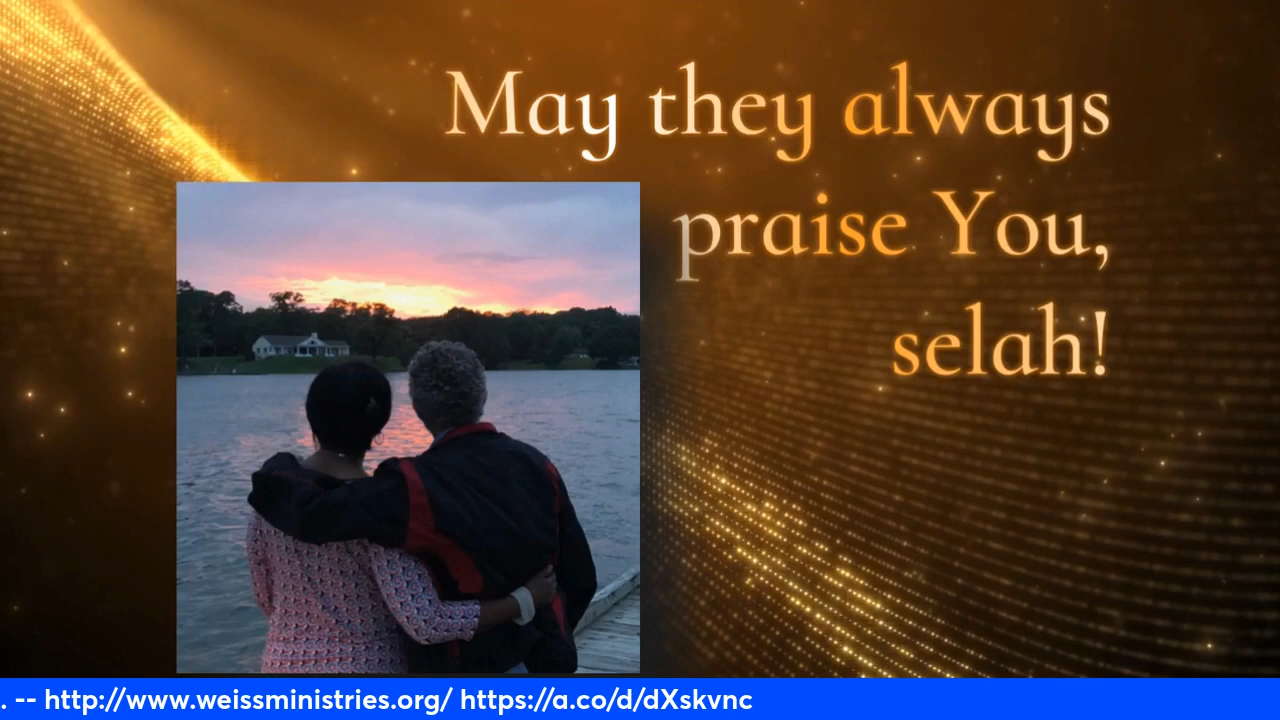 May they always
praise You,
selah!
. -- http://www.weissministries.org/ https://a.co/d/dXskvnc